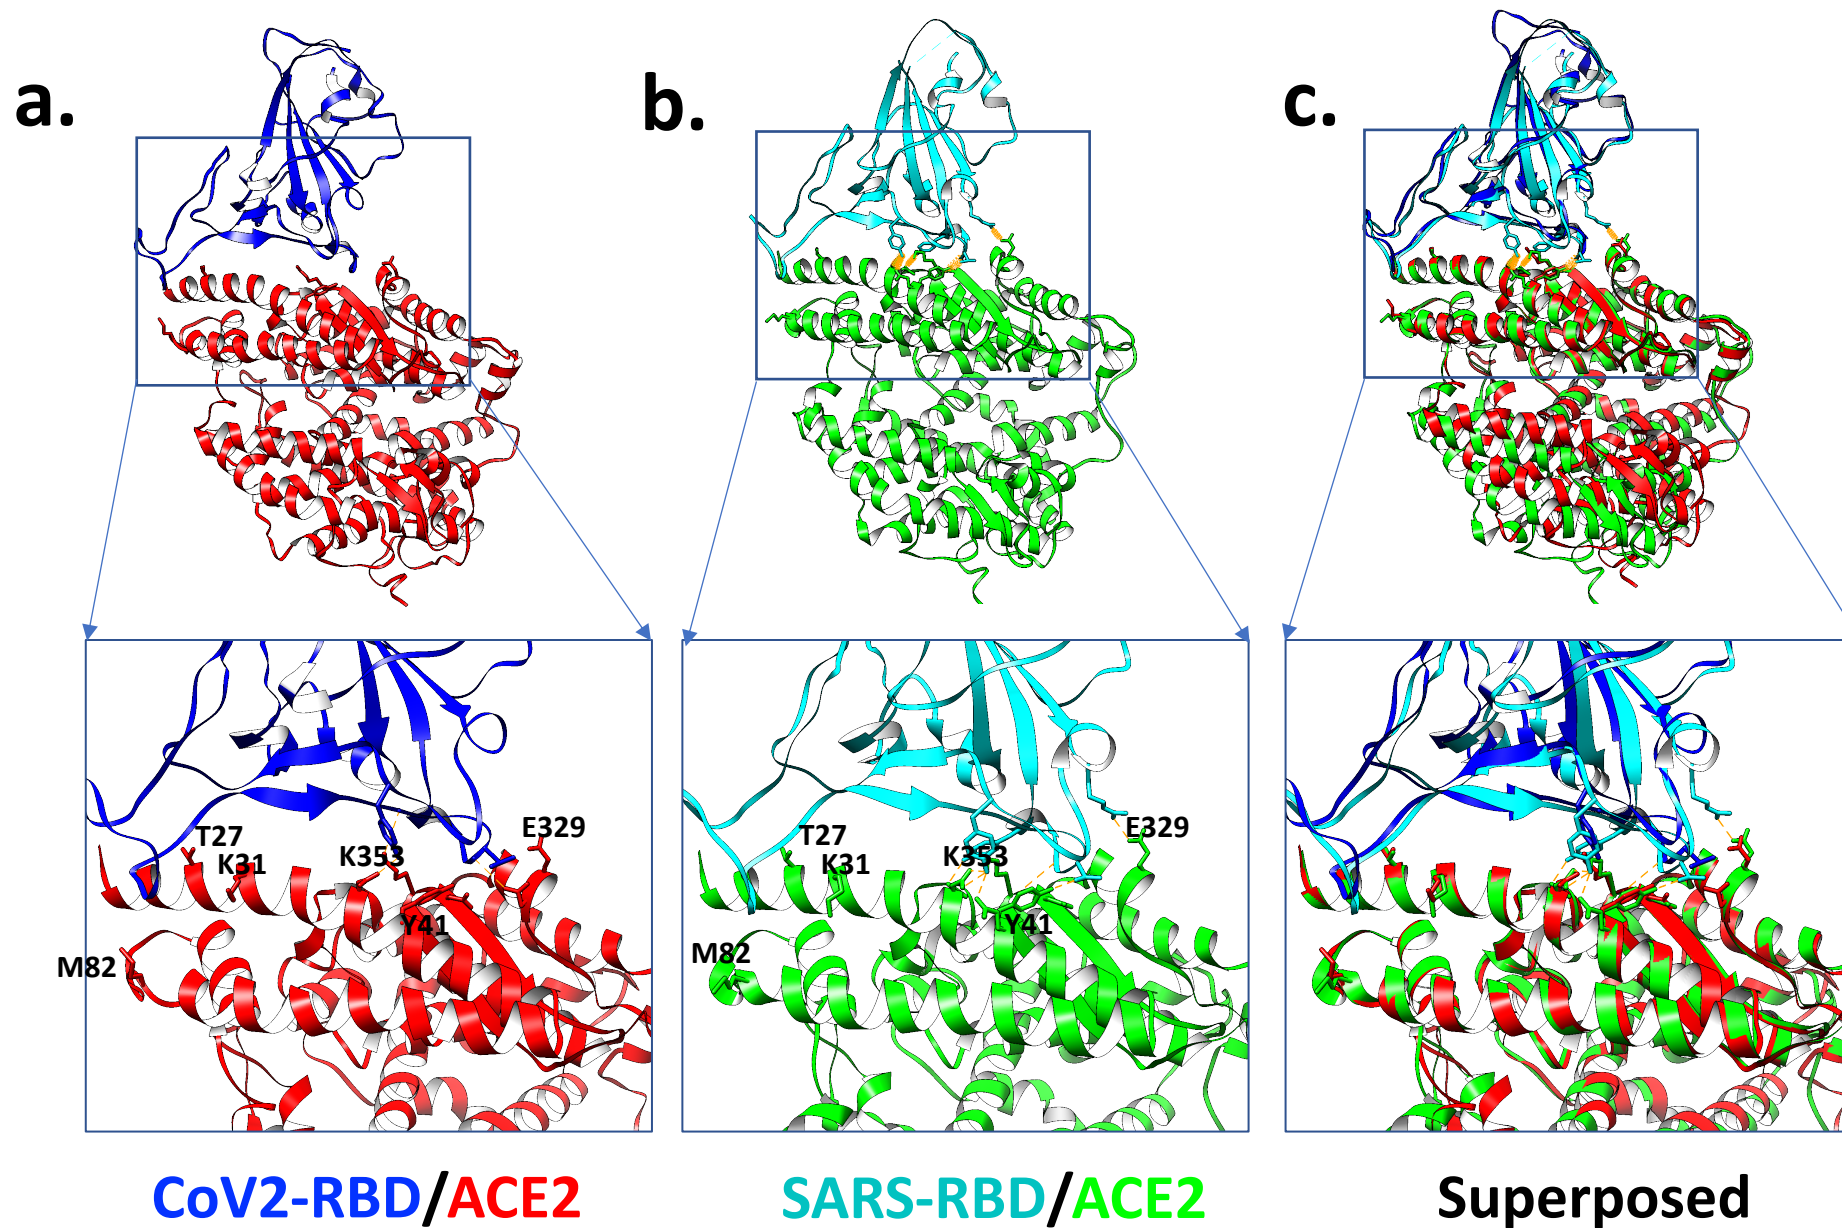 a.
b.
c.
T27
K31
K353
E329
Y41
M82
T27
K31
K353
E329
Y41
M82
CoV2-RBD/ACE2
SARS-RBD/ACE2
Superposed